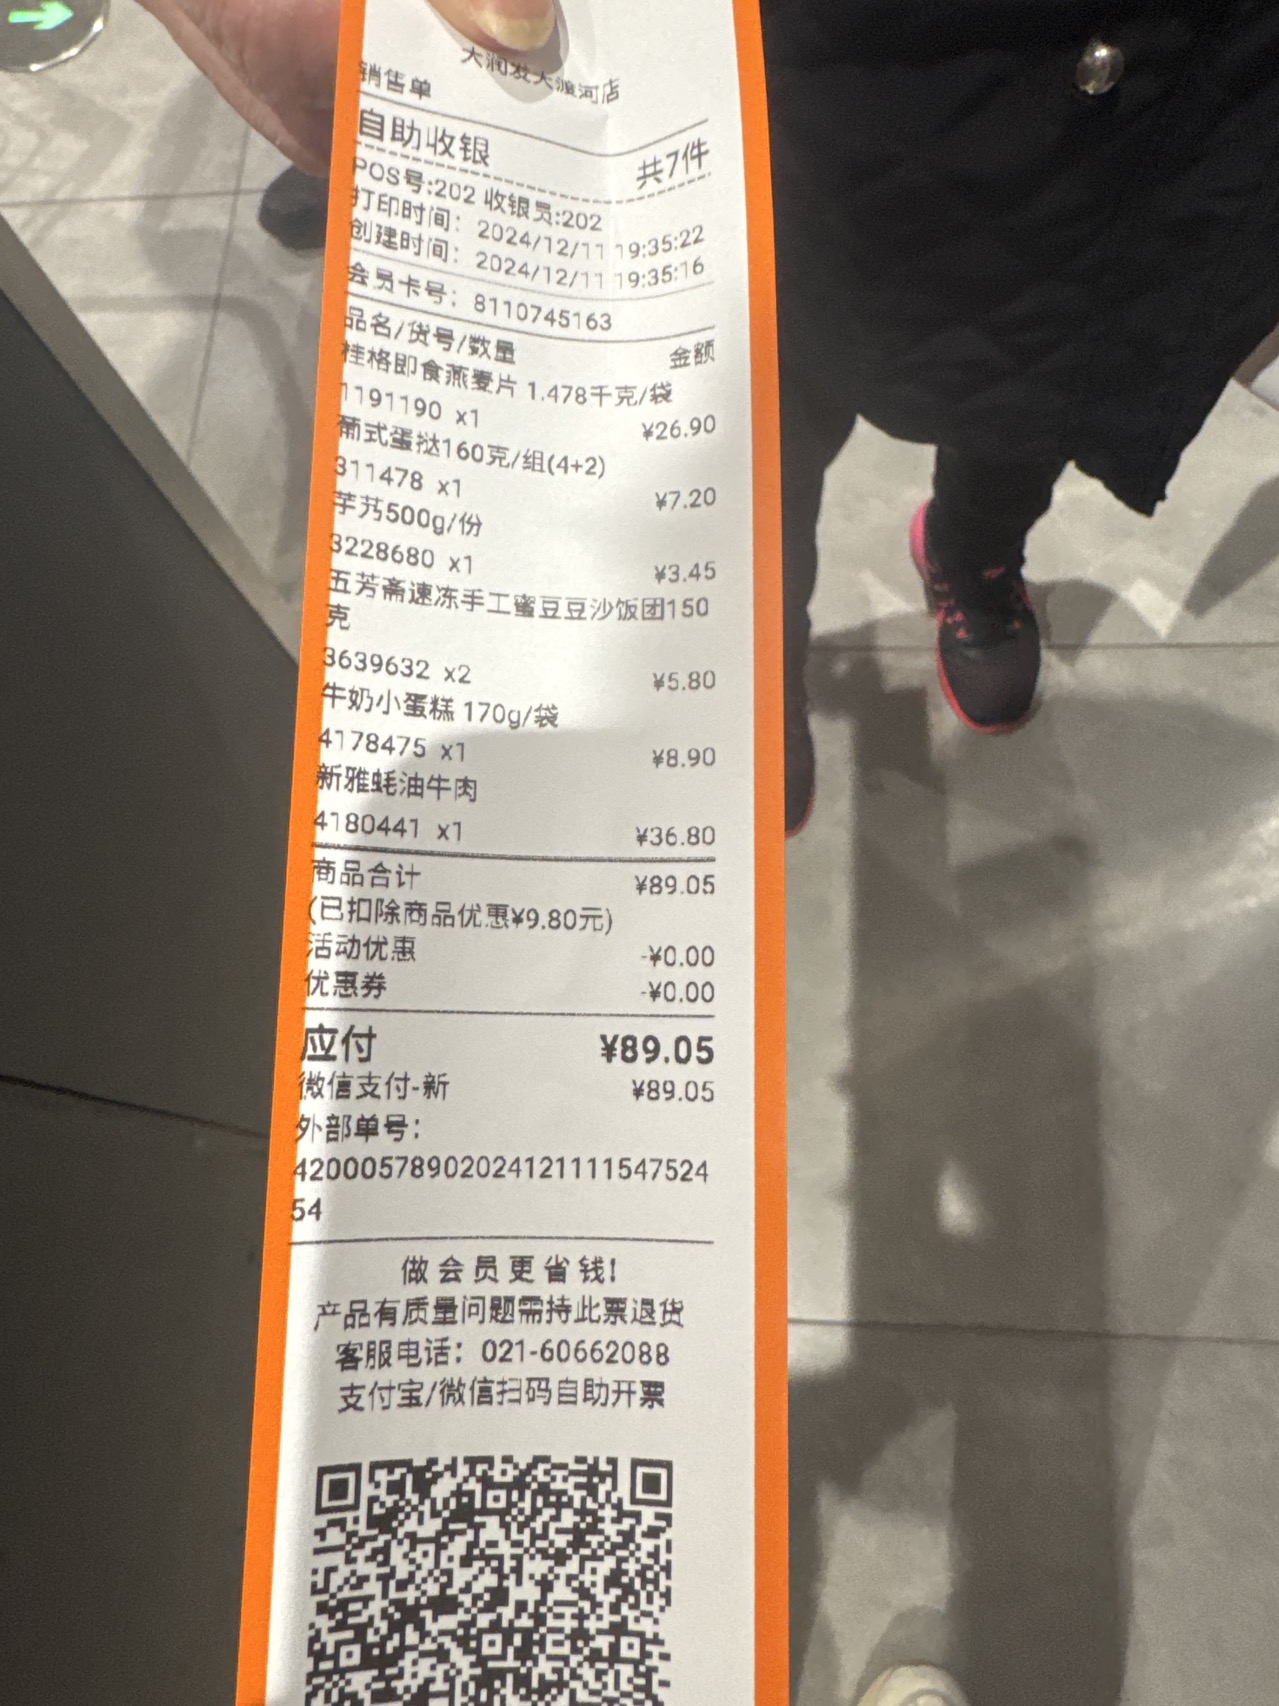 大润发大渡河店
销售单
自助收银 共7件
POS号:202 收银员:202
打印时间: 2024/12/11 19:35:22
创建时间: 2024/12/11 19:35:16
会员卡号: 8110745163
品名/货号/数量 金额
桂格即食燕麦片 1.478千克/袋
1191190 x1 ¥26.90
葡式蛋挞160克/组(4+2)
311478 x1 ¥7.20
芋艿500g/份
3228680 x1 ¥3.45
五芳斋速冻手工蜜豆豆沙饭团150
克
3639632 x2 ¥5.80
牛奶小蛋糕 170g/袋
4178475 x1 ¥8.90
新雅蚝油牛肉
4180441 x1 ¥36.80
商品合计 ¥89.05
(已扣除商品优惠¥9.80元)
活动优惠 -¥0.00
优惠券 -¥0.00
应付 ¥89.05
微信支付-新 ¥89.05
外部单号:
42000578902024121111547524
54
做会员更省钱!
产品有质量问题需持此票退货
客服电话: 021-60662088
支付宝/微信扫码自助开票